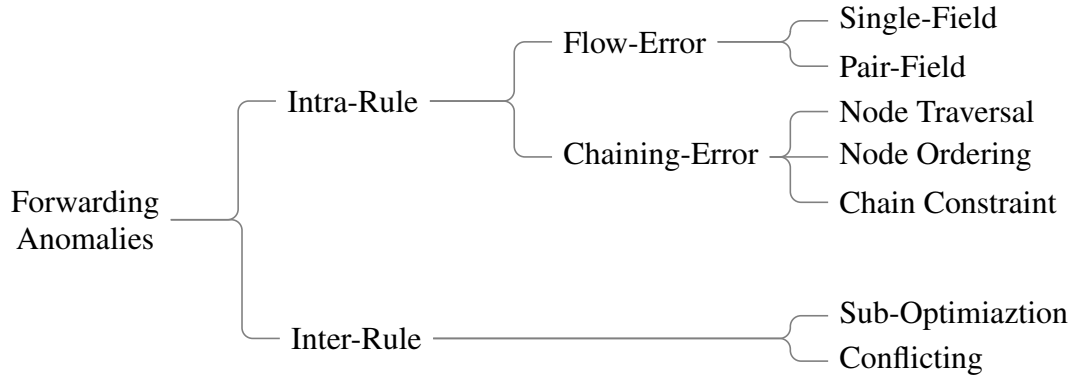 Forwarding
Anomalies
Intra-Rule
Flow-Error
Single-Field
Pair-Field
Chaining-Error
Node Traversal
Node Ordering
Chain Constraint
Inter-Rule
Sub-Optimiaztion
Conflicting